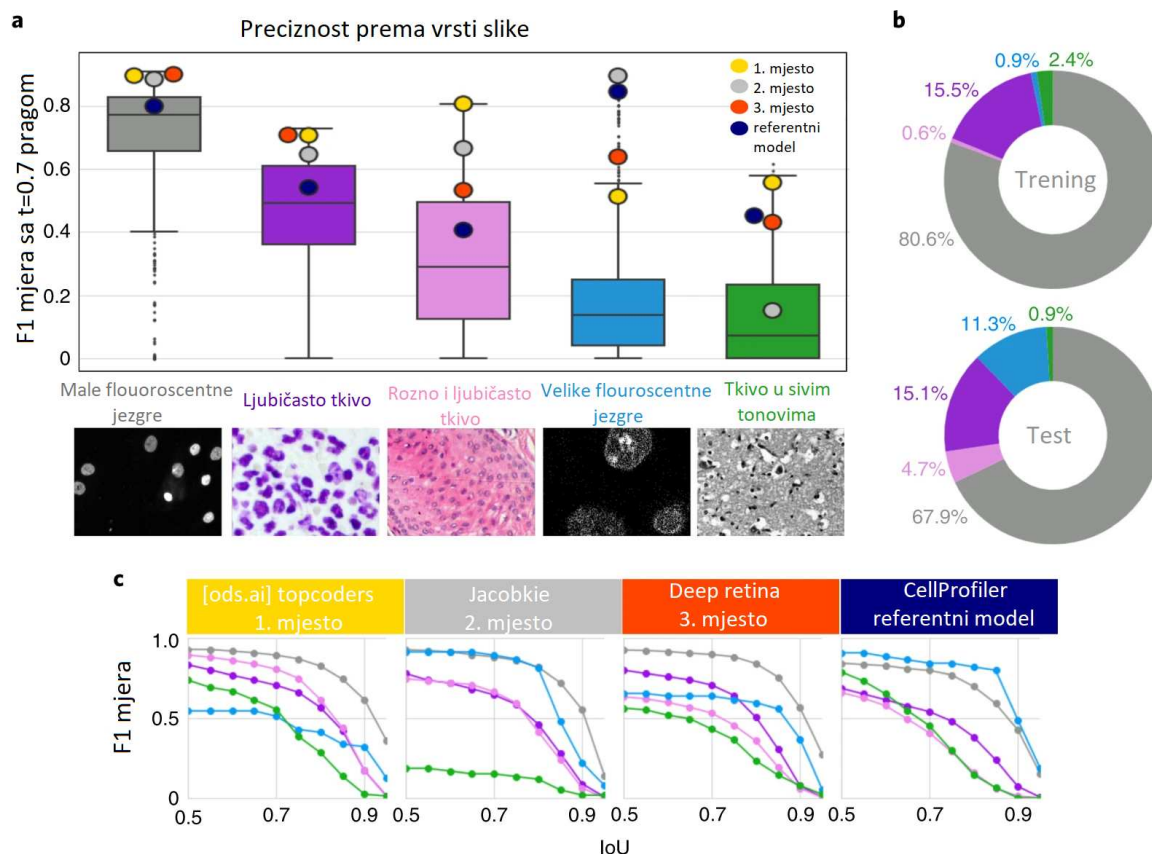 a
Preciznost prema vrsti slike
F1 mjera sa t=0.7 pragom
0.8
0.6
0.4
0.2
0
1. mjesto
2. mjesto
3. mjesto
referentni
model
Male flouoroscentne
jezgre
Ljubičasto tkivo
Rozno i ljubičasto
tkivo
Velike flouroscentne
jezgre
Tkivo u sivim
tonovima
b
0.9%
2.4%
15.5%
0.6%
80.6%
Trening
11.3%
0.9%
15.1%
4.7%
67.9%
Test
c
[ods.ai] topcoders
1. mjesto
Jacobkie
2. mjesto
Deep retina
3. mjesto
CellProfiler
referentni model
F1 mjera
1.0
0.5
0
0.5 0.7 0.9
0.5 0.7 0.9
0.5 0.7 0.9
0.5 0.7 0.9
IoU